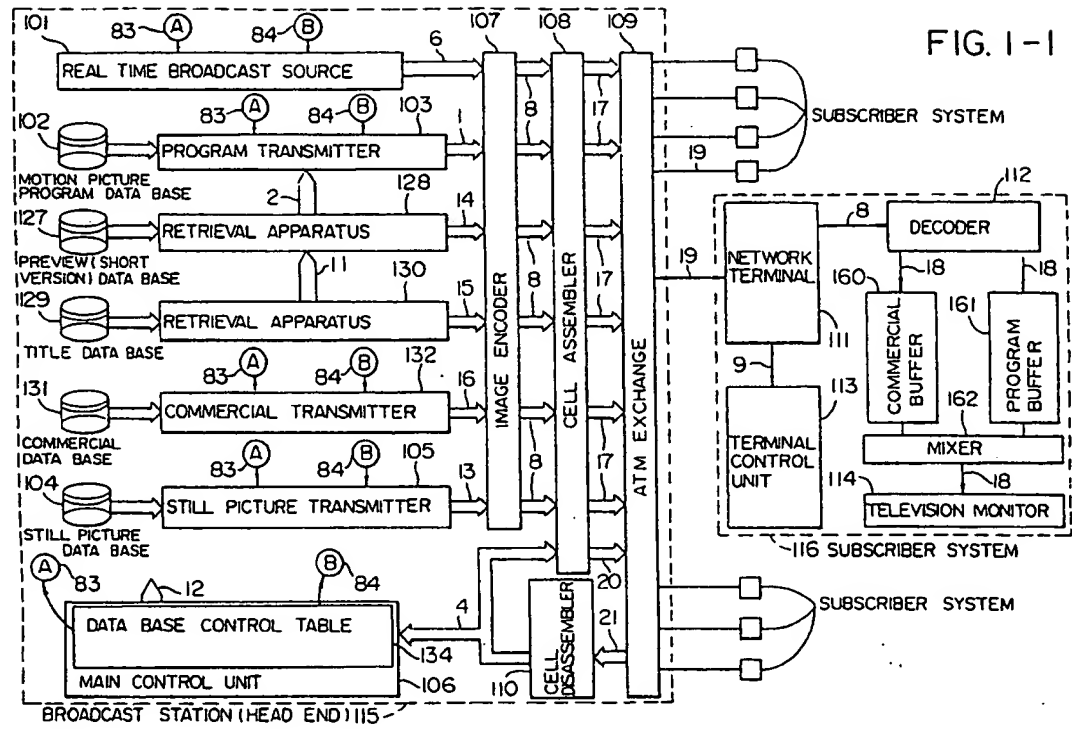 FIG. 1-1
101
83 A
84 B
6
107
108
109
REAL TIME BROADCAST SOURCE
8
17
SUBSCRIBER SYSTEM
102
83 A
84 B
103
1
8
17
PROGRAM TRANSMITTER
19
MOTION PICTURE
PROGRAM DATA BASE
2
128
14
127
RETRIEVAL APPARATUS
8
17
PREVIEW (SHORT
VERSION) DATA BASE
11
130
15
129
RETRIEVAL APPARATUS
8
17
TITLE DATA BASE
83 A
84 B
132
16
131
COMMERCIAL TRANSMITTER
8
17
COMMERCIAL
DATA BASE
83 A
84 B
105
13
104
STILL PICTURE TRANSMITTER
8
17
STILL PICTURE
DATA BASE
IMAGE ENCODER
CELL ASSEMBLER
ATM EXCHANGE
A 83
12
B 84
4
20
DATA BASE CONTROL TABLE
134
MAIN CONTROL UNIT
106
110
CELL
DISASSEMBLER
21
BROADCAST STATION (HEAD END) 115
19
112
8
DECODER
NETWORK
TERMINAL
111
18
18
160
161
COMMERCIAL
BUFFER
PROGRAM
BUFFER
9
113
TERMINAL
CONTROL
UNIT
162
MIXER
18
114
TELEVISION MONITOR
116 SUBSCRIBER SYSTEM
SUBSCRIBER SYSTEM